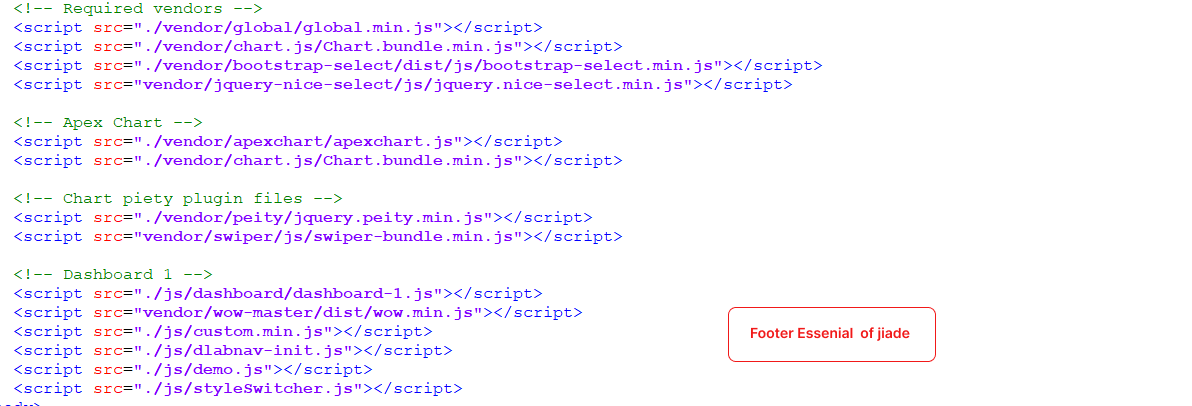 <!-- Required vendors -->
<script src="./vendor/global/global.min.js"></script>
<script src="./vendor/chart.js/Chart.bundle.min.js"></script>
<script src="./vendor/bootstrap-select/dist/js/bootstrap-select.min.js"></script>
<script src="vendor/jquery-nice-select/js/jquery.nice-select.min.js"></script>
<!-- Apex Chart -->
<script src="./vendor/apexchart/apexchart.js"></script>
<script src="./vendor/chart.js/Chart.bundle.min.js"></script>
<!-- Chart piety plugin files -->
<script src="./vendor/peity/jquery.peity.min.js"></script>
<script src="vendor/swiper/js/swiper-bundle.min.js"></script>
<!-- Dashboard 1 -->
<script src="./js/dashboard/dashboard-1.js"></script>
<script src="vendor/wow-master/dist/wow.min.js"></script>
<script src="./js/custom.min.js"></script>
<script src="./js/dlabnav-init.js"></script>
<script src="./js/demo.js"></script>
<script src="./js/styleSwitcher.js"></script>
Footer Essenial of jiade